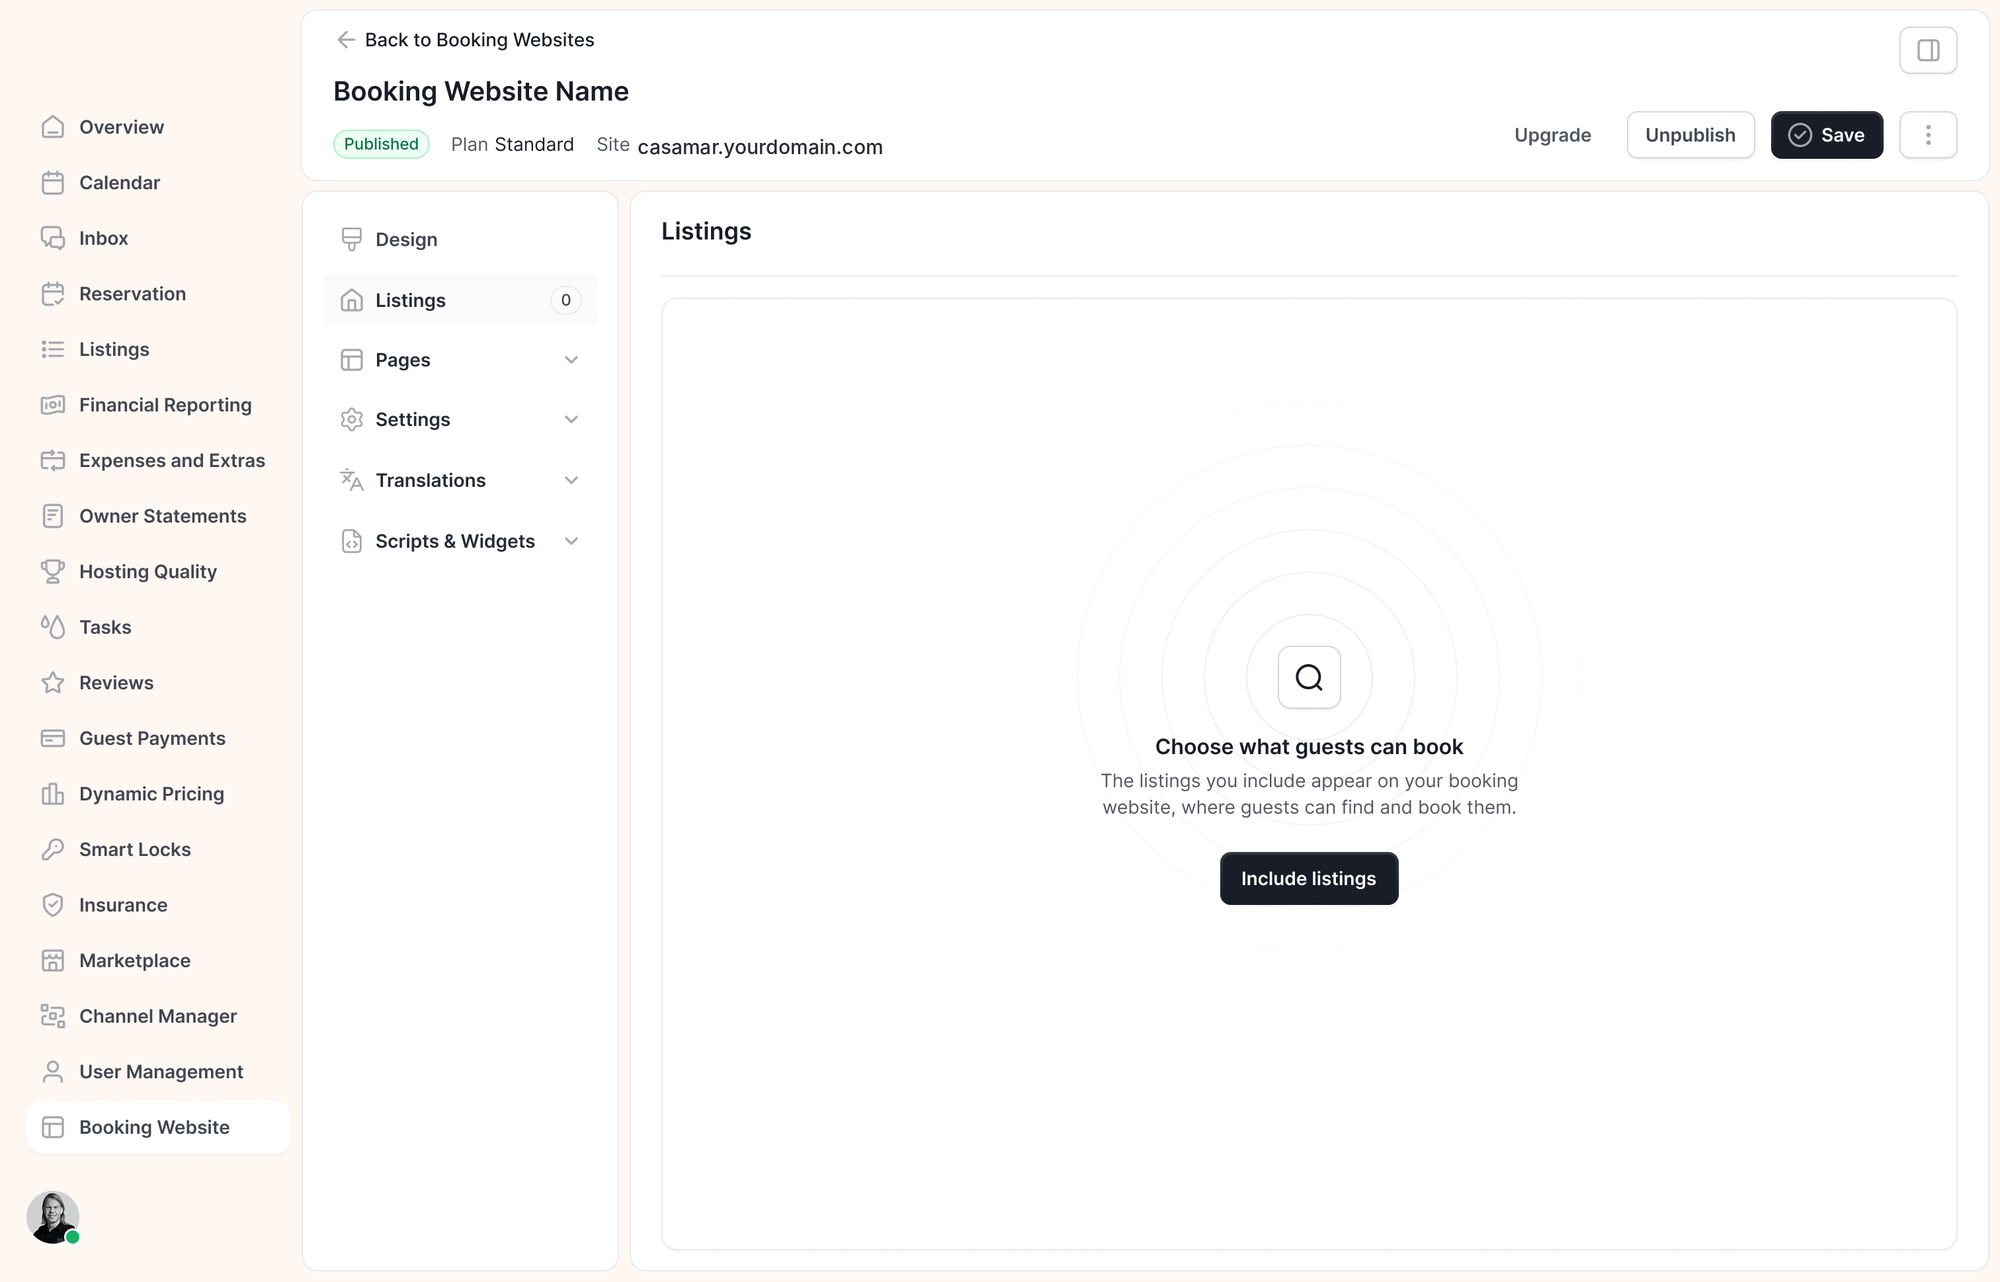 Overview
Calendar
Inbox
Reservation
Listings
Financial Reporting
Expenses and Extras
Owner Statements
Hosting Quality
Tasks
Reviews
Guest Payments
Dynamic Pricing
Smart Locks
Insurance
Marketplace
Channel Manager
User Management
Booking Website
Back to Booking Websites
Booking Website Name
Published Plan Standard Site casamar.yourdomain.com
Upgrade Unpublish Save
Design
Listings 0
Pages
Settings
Translations
Scripts & Widgets
Listings
Choose what guests can book
The listings you include appear on your booking
website, where guests can find and book them.
Include listings